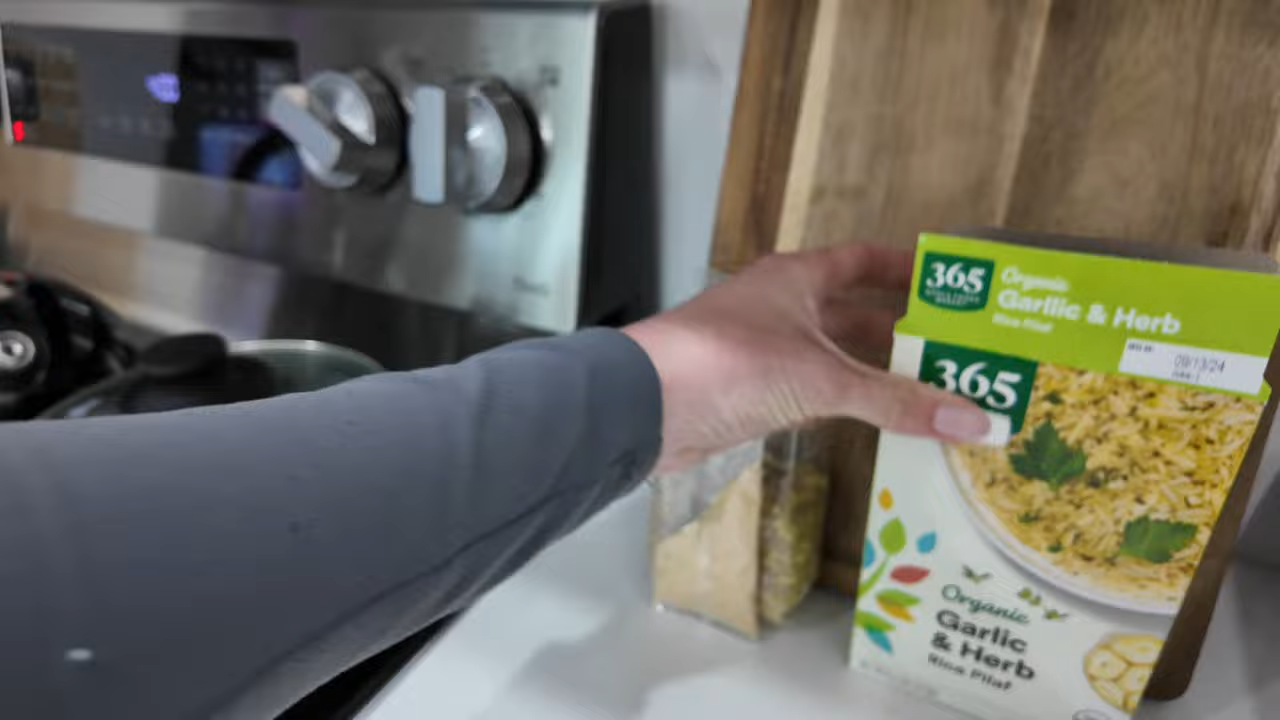 365
Organic
Garlic & Herb
Rice Pilaf
09/13/24
365
Organic
Garlic
& Herb
Rice Pilaf